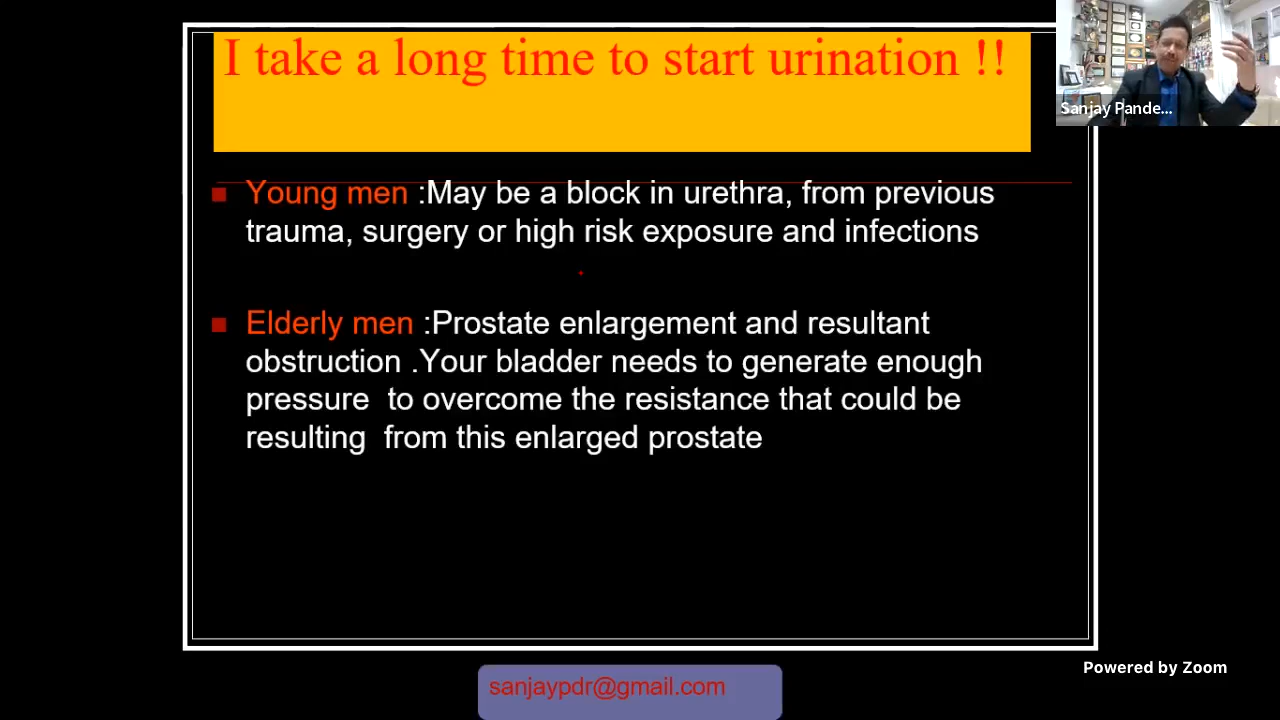 I take a long time to start urination !!
Sanjay Pande...
Young men :May be a block in urethra, from previous
trauma, surgery or high risk exposure and infections
Elderly men :Prostate enlargement and resultant
obstruction .Your bladder needs to generate enough
pressure  to overcome the resistance that could be
resulting  from this enlarged prostate
Powered by Zoom
sanjaypdr@gmail.com